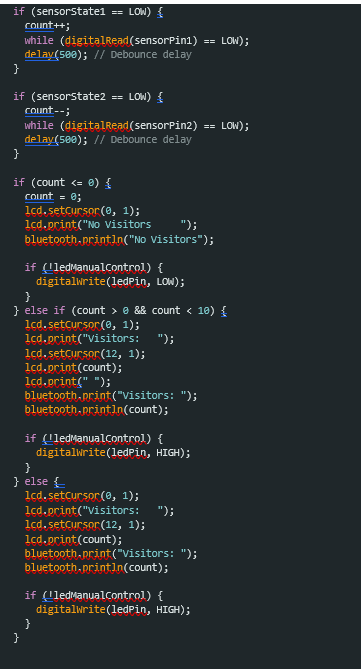 if (sensorState1 == LOW) {
  count++;
  while (digitalRead(sensorPin1) == LOW);
  delay(500); // Debounce delay
}

if (sensorState2 == LOW) {
  count--;
  while (digitalRead(sensorPin2) == LOW);
  delay(500); // Debounce delay
}

if (count <= 0) {
  count = 0;
  lcd.setCursor(0, 1);
  lcd.print("No Visitors     ");
  bluetooth.println("No Visitors");

  if (!ledManualControl) {
    digitalWrite(ledPin, LOW);
  }
} else if (count > 0 && count < 10) {
  lcd.setCursor(0, 1);
  lcd.print("Visitors:   ");
  lcd.setCursor(12, 1);
  lcd.print(count);
  lcd.print(" ");
  bluetooth.print("Visitors: ");
  bluetooth.println(count);

  if (!ledManualControl) {
    digitalWrite(ledPin, HIGH);
  }
} else {
  lcd.setCursor(0, 1);
  lcd.print("Visitors:   ");
  lcd.setCursor(12, 1);
  lcd.print(count);
  bluetooth.print("Visitors: ");
  bluetooth.println(count);

  if (!ledManualControl) {
    digitalWrite(ledPin, HIGH);
  }
}